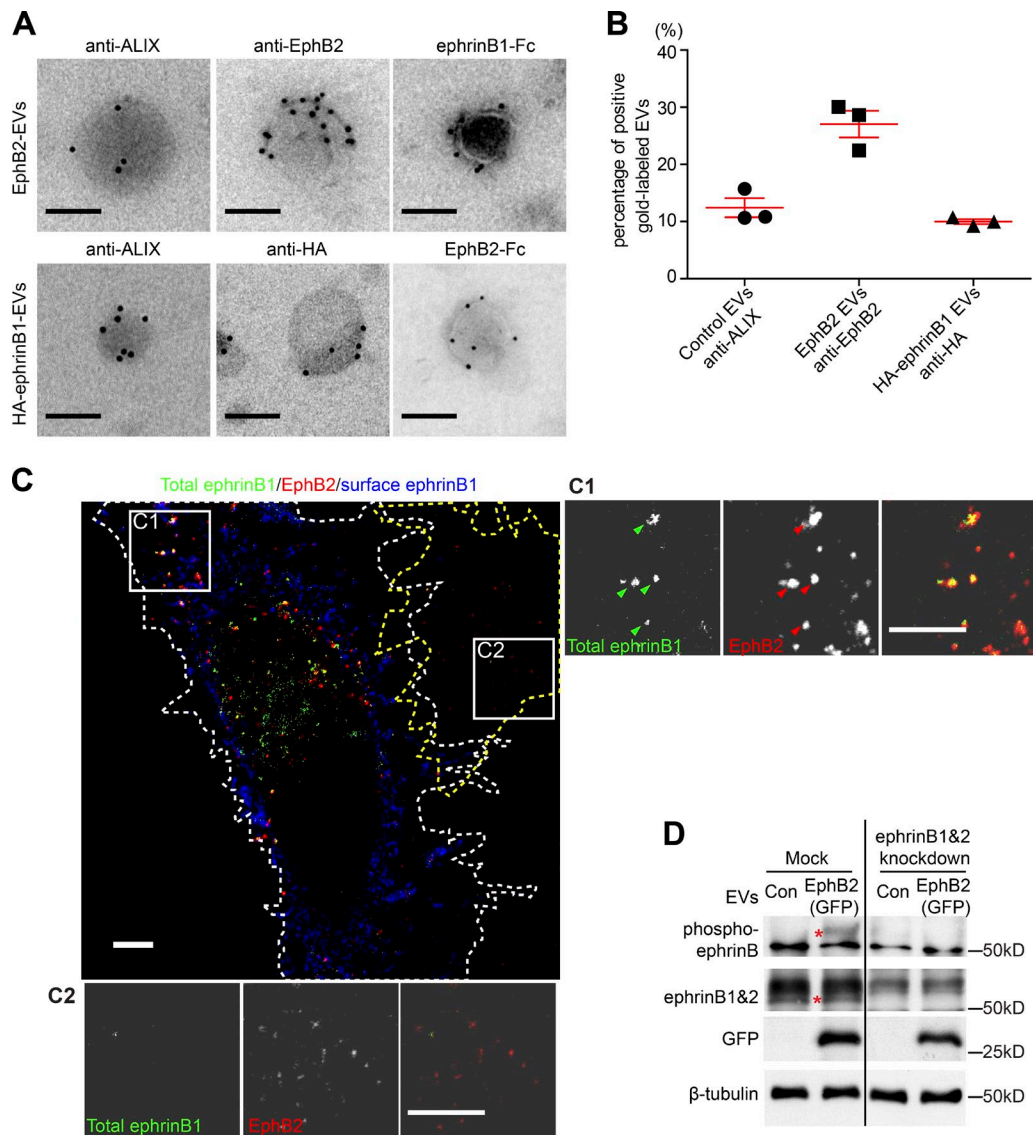 A
anti-ALIX anti-EphB2 ephrinB1-Fc
EphB2-EVs
anti-ALIX anti-HA EphB2-Fc
HA-ephrinB1-EVs
B
(%)
percentage of positive
gold-labeled EVs
40
30
20
10
0
Control EVs
anti-ALIX
EphB2 EVs
anti-EphB2
HA-ephrinB1 EVs
anti-HA
C
Total ephrinB1/EphB2/surface ephrinB1
C1
C2
C1
Total ephrinB1 EphB2
C2
Total ephrinB1 EphB2
D
Mock
ephrinB1&2
knockdown
EVs Con EphB2 (GFP) Con EphB2 (GFP)
phospho-
ephrinB
* —50kD
ephrinB1&2 * —50kD
GFP —25kD
β-tubulin —50kD